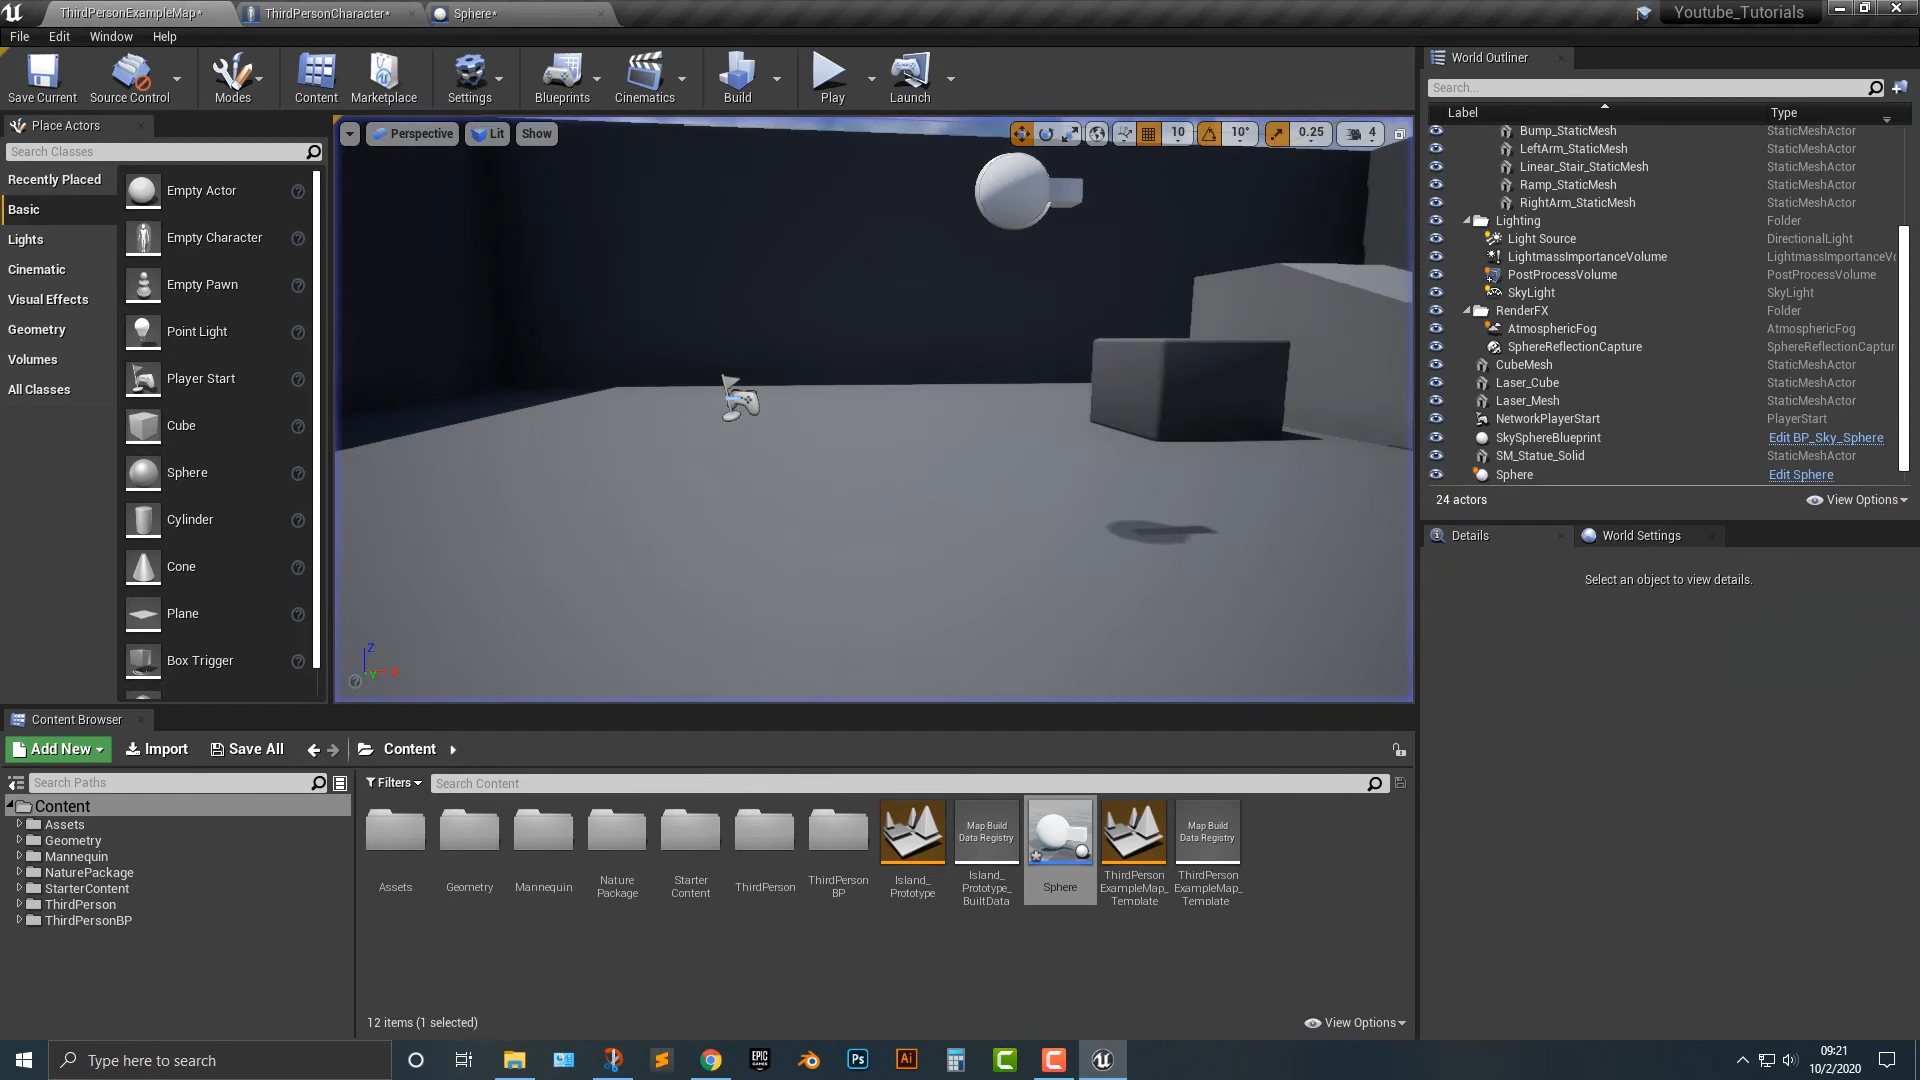 ThirdPersonExampleMap*
ThirdPersonCharacter*
Sphere*
Youtube_Tutorials
File
Edit
Window
Help
Save Current
Source Control
Modes
Content
Marketplace
Settings
Blueprints
Cinematics
Build
Play
Launch
Place Actors
Search Classes
Recently Placed
Basic
Lights
Cinematic
Visual Effects
Geometry
Volumes
All Classes
Empty Actor
Empty Character
Empty Pawn
Point Light
Player Start
Cube
Sphere
Cylinder
Cone
Plane
Box Trigger
Perspective
Lit
Show
10
10°
0.25
4
Z
Y
World Outliner
Search...
Label
Type
Bump_StaticMesh StaticMeshActor
LeftArm_StaticMesh StaticMeshActor
Linear_Stair_StaticMesh StaticMeshActor
Ramp_StaticMesh StaticMeshActor
RightArm_StaticMesh StaticMeshActor
Lighting Folder
Light Source DirectionalLight
LightmassImportanceVolume LightmassImportanceVo
PostProcessVolume PostProcessVolume
SkyLight SkyLight
RenderFX Folder
AtmosphericFog AtmosphericFog
SphereReflectionCapture SphereReflectionCaptur
CubeMesh StaticMeshActor
Laser_Cube StaticMeshActor
Laser_Mesh StaticMeshActor
NetworkPlayerStart PlayerStart
SkySphereBlueprint Edit BP_Sky_Sphere
SM_Statue_Solid StaticMeshActor
Sphere Edit Sphere
24 actors
View Options
Details
World Settings
Select an object to view details.
Content Browser
Add New
Import
Save All
Content
Search Paths
Content
Assets
Geometry
Mannequin
NaturePackage
StarterContent
ThirdPerson
ThirdPersonBP
Filters
Search Content
Map Build
Data Registry
Map Build
Data Registry
Assets
Geometry
Mannequin
Nature
Package
Starter
Content
ThirdPerson
ThirdPerson
BP
Island_
Prototype
Island_
Prototype_
BuiltData
Sphere
ThirdPerson
ExampleMap_
Template
ThirdPerson
ExampleMap_
Template_
12 items (1 selected)
View Options
Type here to search
EPIC
GAMES
Ps
Ai
09:21
10/2/2020